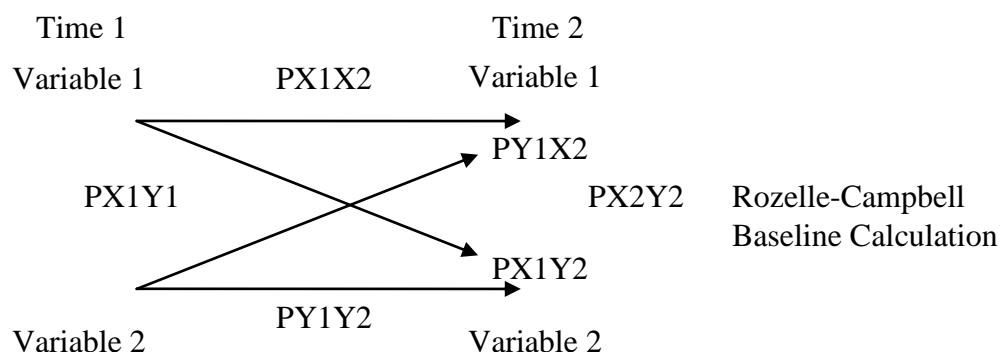 Time 1 Time 2
Variable 1 PX1X2 Variable 1
PY1X2
PX1Y1 PX2Y2 Rozelle-Campbell
Baseline Calculation
PX1Y2
PY1Y2
Variable 2 Variable 2